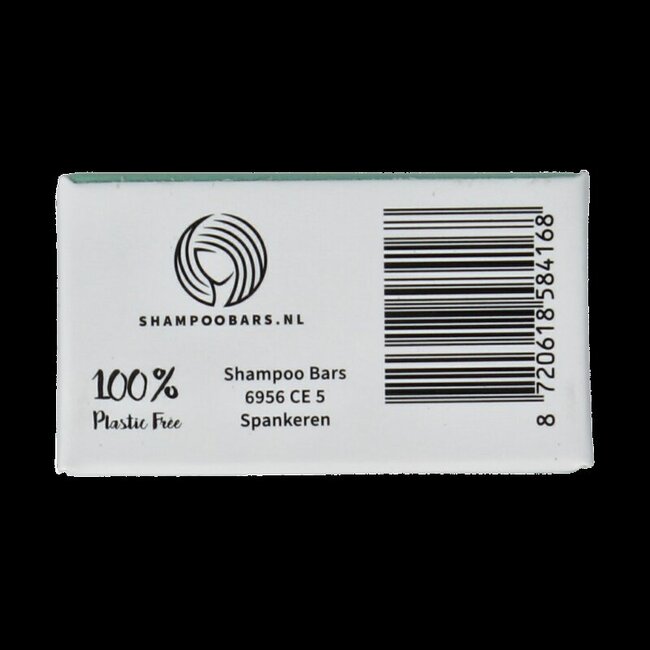 SHAMPOOBARS.NL
100%
Plastic Free
Shampoo Bars
6956 CE 5
Spankeren
8 720618 584168